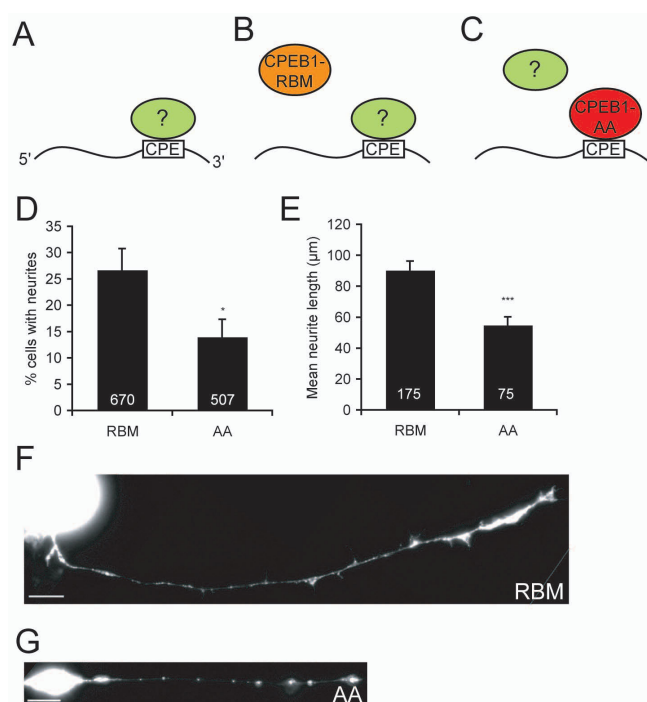 A
?
CPE
5'
3'
B
CPEB1-
RBM
?
CPE
C
?
CPEB1-
AA
CPE
D
% cells with neurites
35
30
25
20
15
10
5
0
*
670
507
RBM
AA
E
Mean neurite length (µm)
120
100
80
60
40
20
0
***
175
75
RBM
AA
F
RBM
G
AA